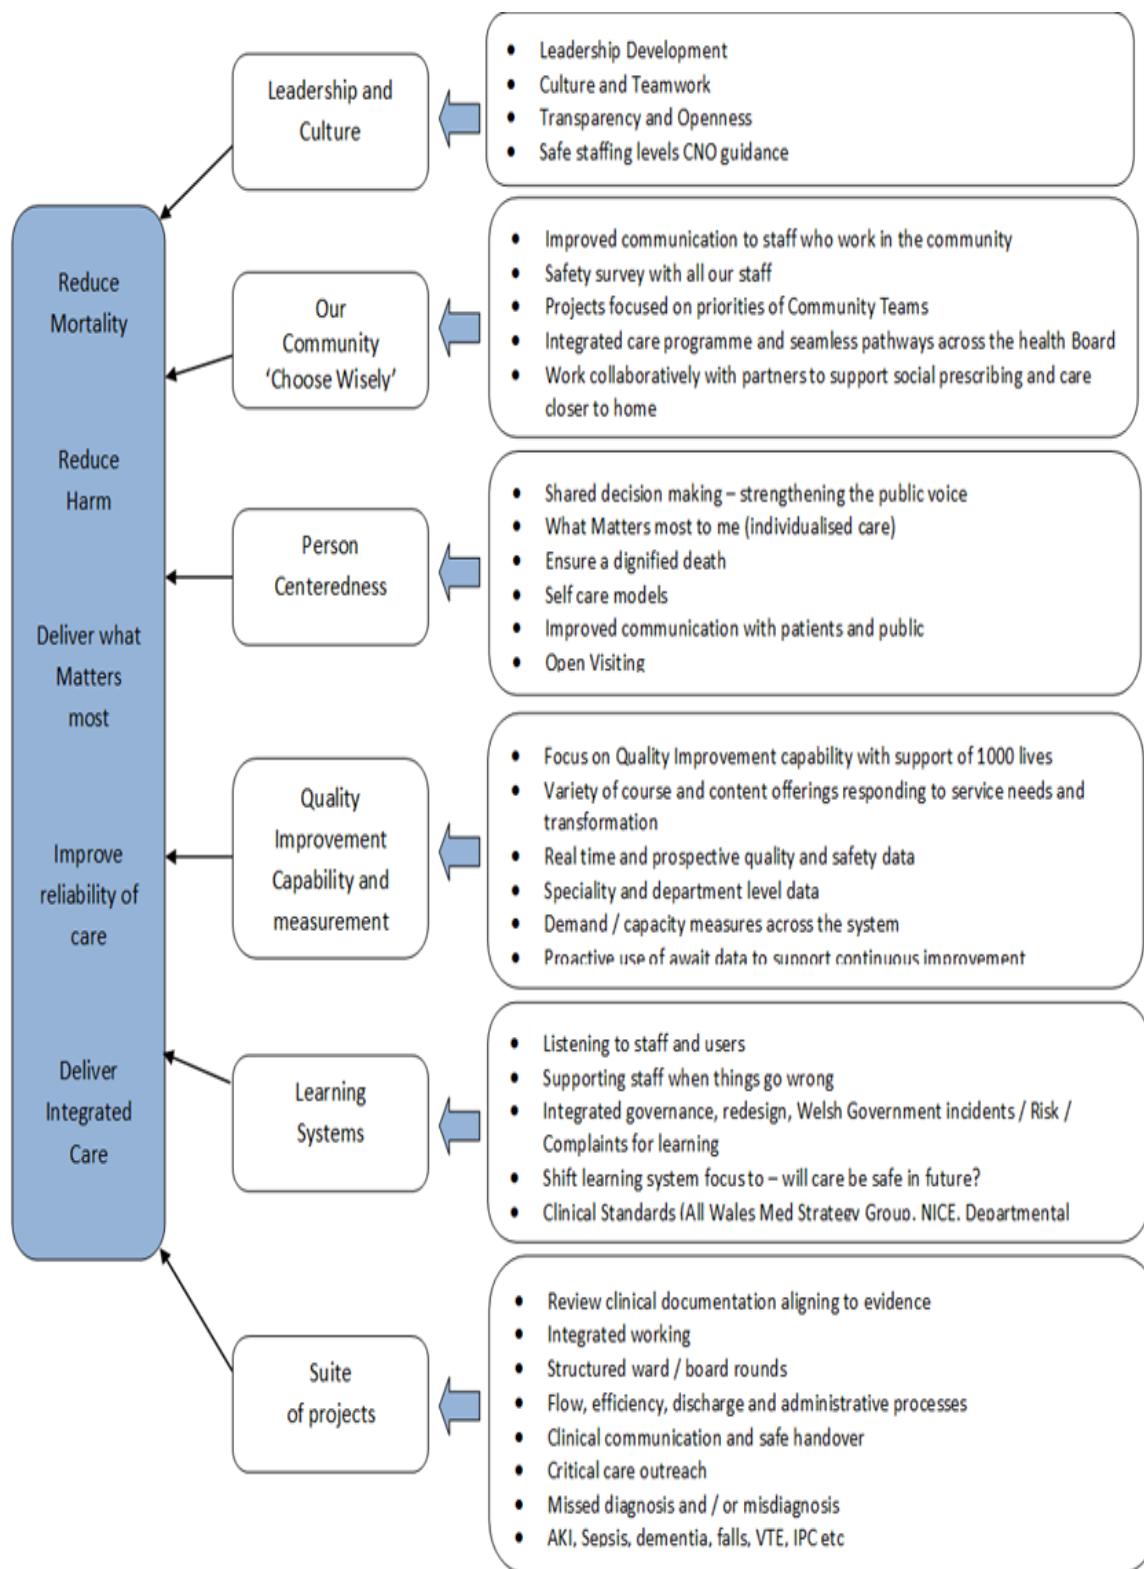 Reduce
Mortality
Reduce
Harm
Deliver what
Matters
most
Improve
reliability of
care
Deliver
Integrated
Care
Leadership and
Culture
• Leadership Development
• Culture and Teamwork
• Transparency and Openness
• Safe staffing levels CNO guidance
Our
Community
‘Choose Wisely’
• Improved communication to staff who work in the community
• Safety survey with all our staff
• Projects focused on priorities of Community Teams
• Integrated care programme and seamless pathways across the health Board
• Work collaboratively with partners to support social prescribing and care
closer to home
Person
Centeredness
• Shared decision making – strengthening the public voice
• What Matters most to me (individualised care)
• Ensure a dignified death
• Self care models
• Improved communication with patients and public
• Open Visiting
Quality
Improvement
Capability and
measurement
• Focus on Quality Improvement capability with support of 1000 lives
• Variety of course and content offerings responding to service needs and
transformation
• Real time and prospective quality and safety data
• Speciality and department level data
• Demand / capacity measures across the system
• Proactive use of await data to support continuous improvement
Learning
Systems
• Listening to staff and users
• Supporting staff when things go wrong
• Integrated governance, redesign, Welsh Government incidents / Risk /
Complaints for learning
• Shift learning system focus to – will care be safe in future?
• Clinical Standards (All Wales Med Strategy Group, NICE, Departmental
Suite
of projects
• Review clinical documentation aligning to evidence
• Integrated working
• Structured ward / board rounds
• Flow, efficiency, discharge and administrative processes
• Clinical communication and safe handover
• Critical care outreach
• Missed diagnosis and / or misdiagnosis
• AKI, Sepsis, dementia, falls, VTE, IPC etc